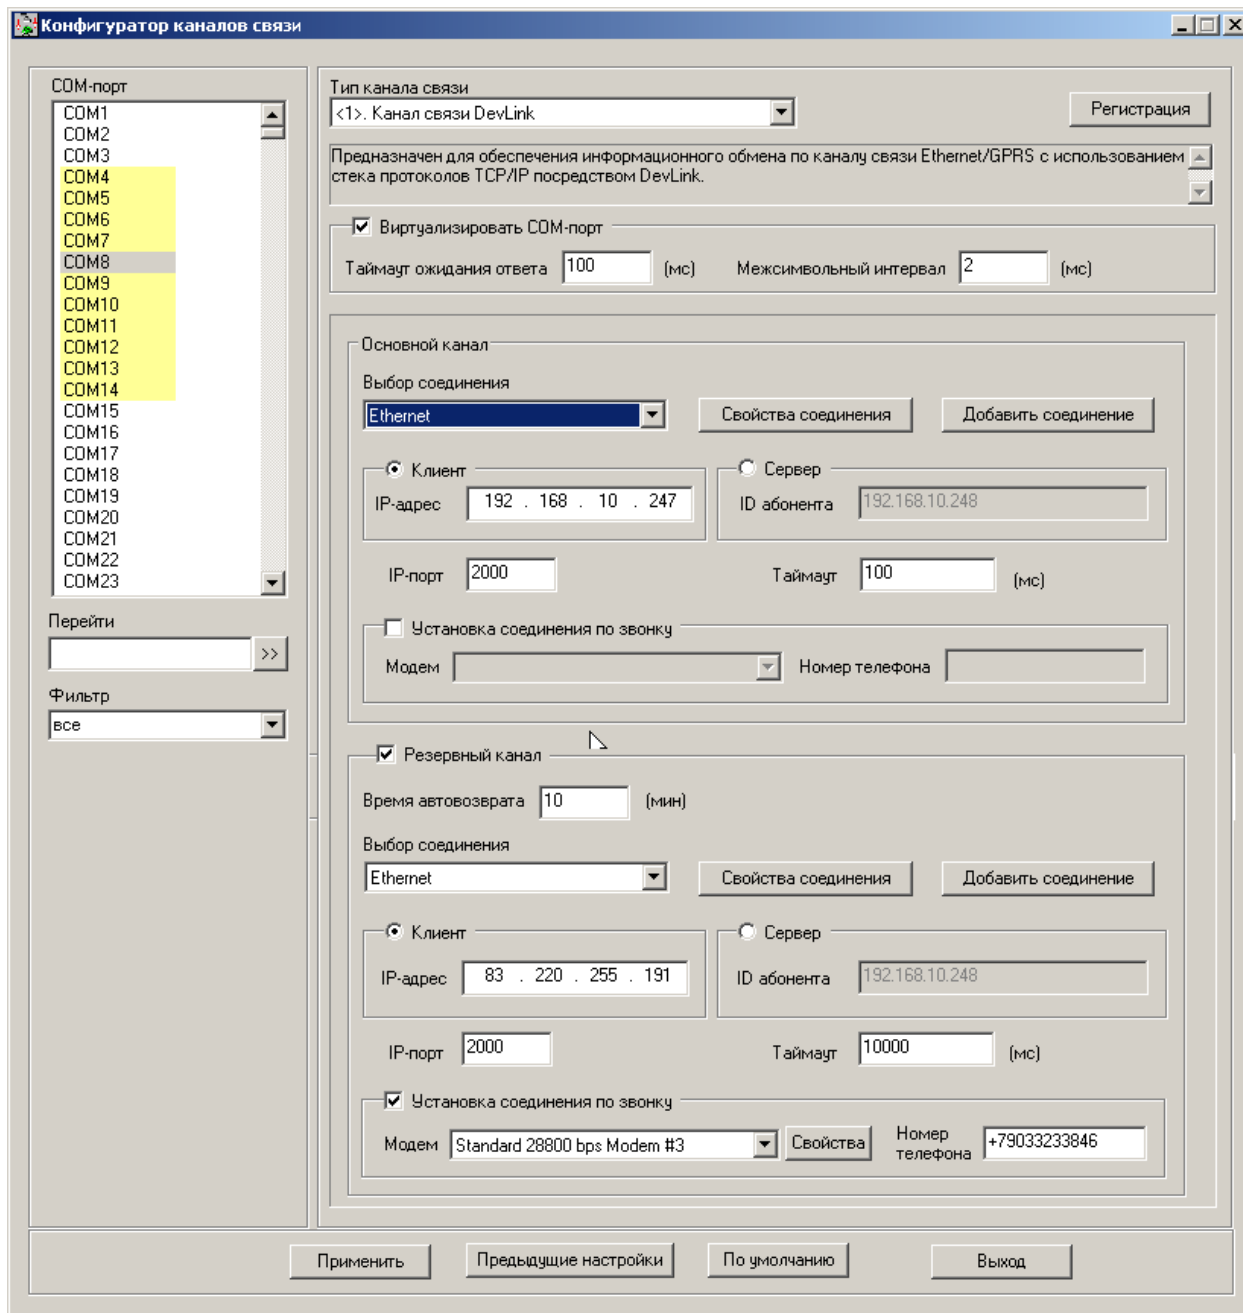 Конфигуратор каналов связи
COM-порт
COM1
COM2
COM3
COM4
COM5
COM6
COM7
COM8
COM9
COM10
COM11
COM12
COM13
COM14
COM15
COM16
COM17
COM18
COM19
COM20
COM21
COM22
COM23
Перейти
>>
Фильтр
все
Тип канала связи
<1>. Канал связи DevLink
Регистрация
Предназначен для обеспечения информационного обмена по каналу связи Ethernet/GPRS с использованием
стека протоколов TCP/IP посредством DevLink.
Виртуализировать COM-порт
Таймаут ожидания ответа 100 (мс) Межсимвольный интервал 2 (мс)
Основной канал
Выбор соединения
Ethernet Свойства соединения Добавить соединение
Клиент Сервер
IP-адрес 192 . 168 . 10 . 247 ID абонента 192.168.10.248
IP-порт 2000 Таймаут 100 (мс)
Установка соединения по звонку
Модем Номер телефона
Резервный канал
Время автовозврата 10 (мин)
Выбор соединения
Ethernet Свойства соединения Добавить соединение
Клиент Сервер
IP-адрес 83 . 220 . 255 . 191 ID абонента 192.168.10.248
IP-порт 2000 Таймаут 10000 (мс)
Установка соединения по звонку
Модем Standard 28800 bps Modem #3 Свойства Номер телефона +79033233846
Применить Предыдущие настройки По умолчанию Выход